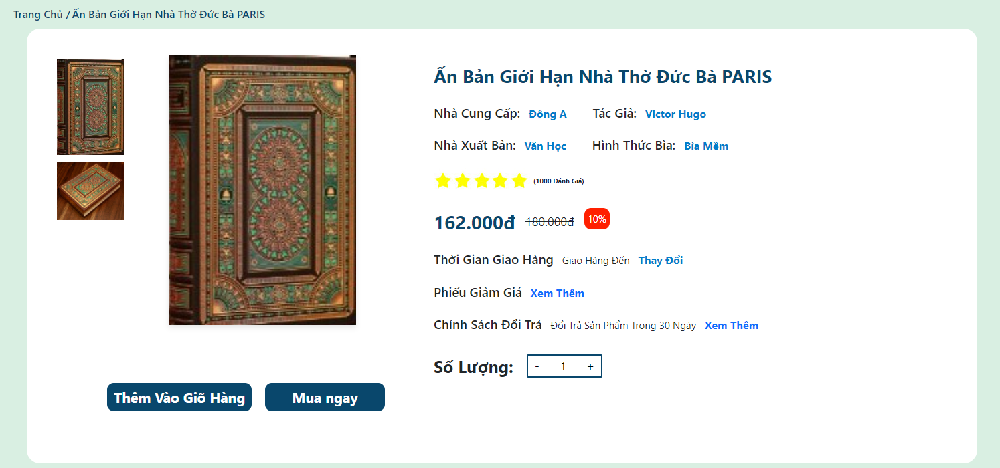 Trang Chủ / Ấn Bản Giới Hạn Nhà Thờ Đức Bà PARIS
Ấn Bản Giới Hạn Nhà Thờ Đức Bà PARIS
Nhà Cung Cấp: Đông A Tác Giả: Victor Hugo
Nhà Xuất Bản: Văn Học Hình Thức Bìa: Bìa Mềm
(1000 Đánh Giá)
162.000đ 180.000đ 10%
Thời Gian Giao Hàng Giao Hàng Đến Thay Đổi
Phiếu Giảm Giá Xem Thêm
Chính Sách Đổi Trả Đổi Trả Sản Phẩm Trong 30 Ngày Xem Thêm
Số Lượng: - 1 +
Thêm Vào Giõ Hàng Mua ngay